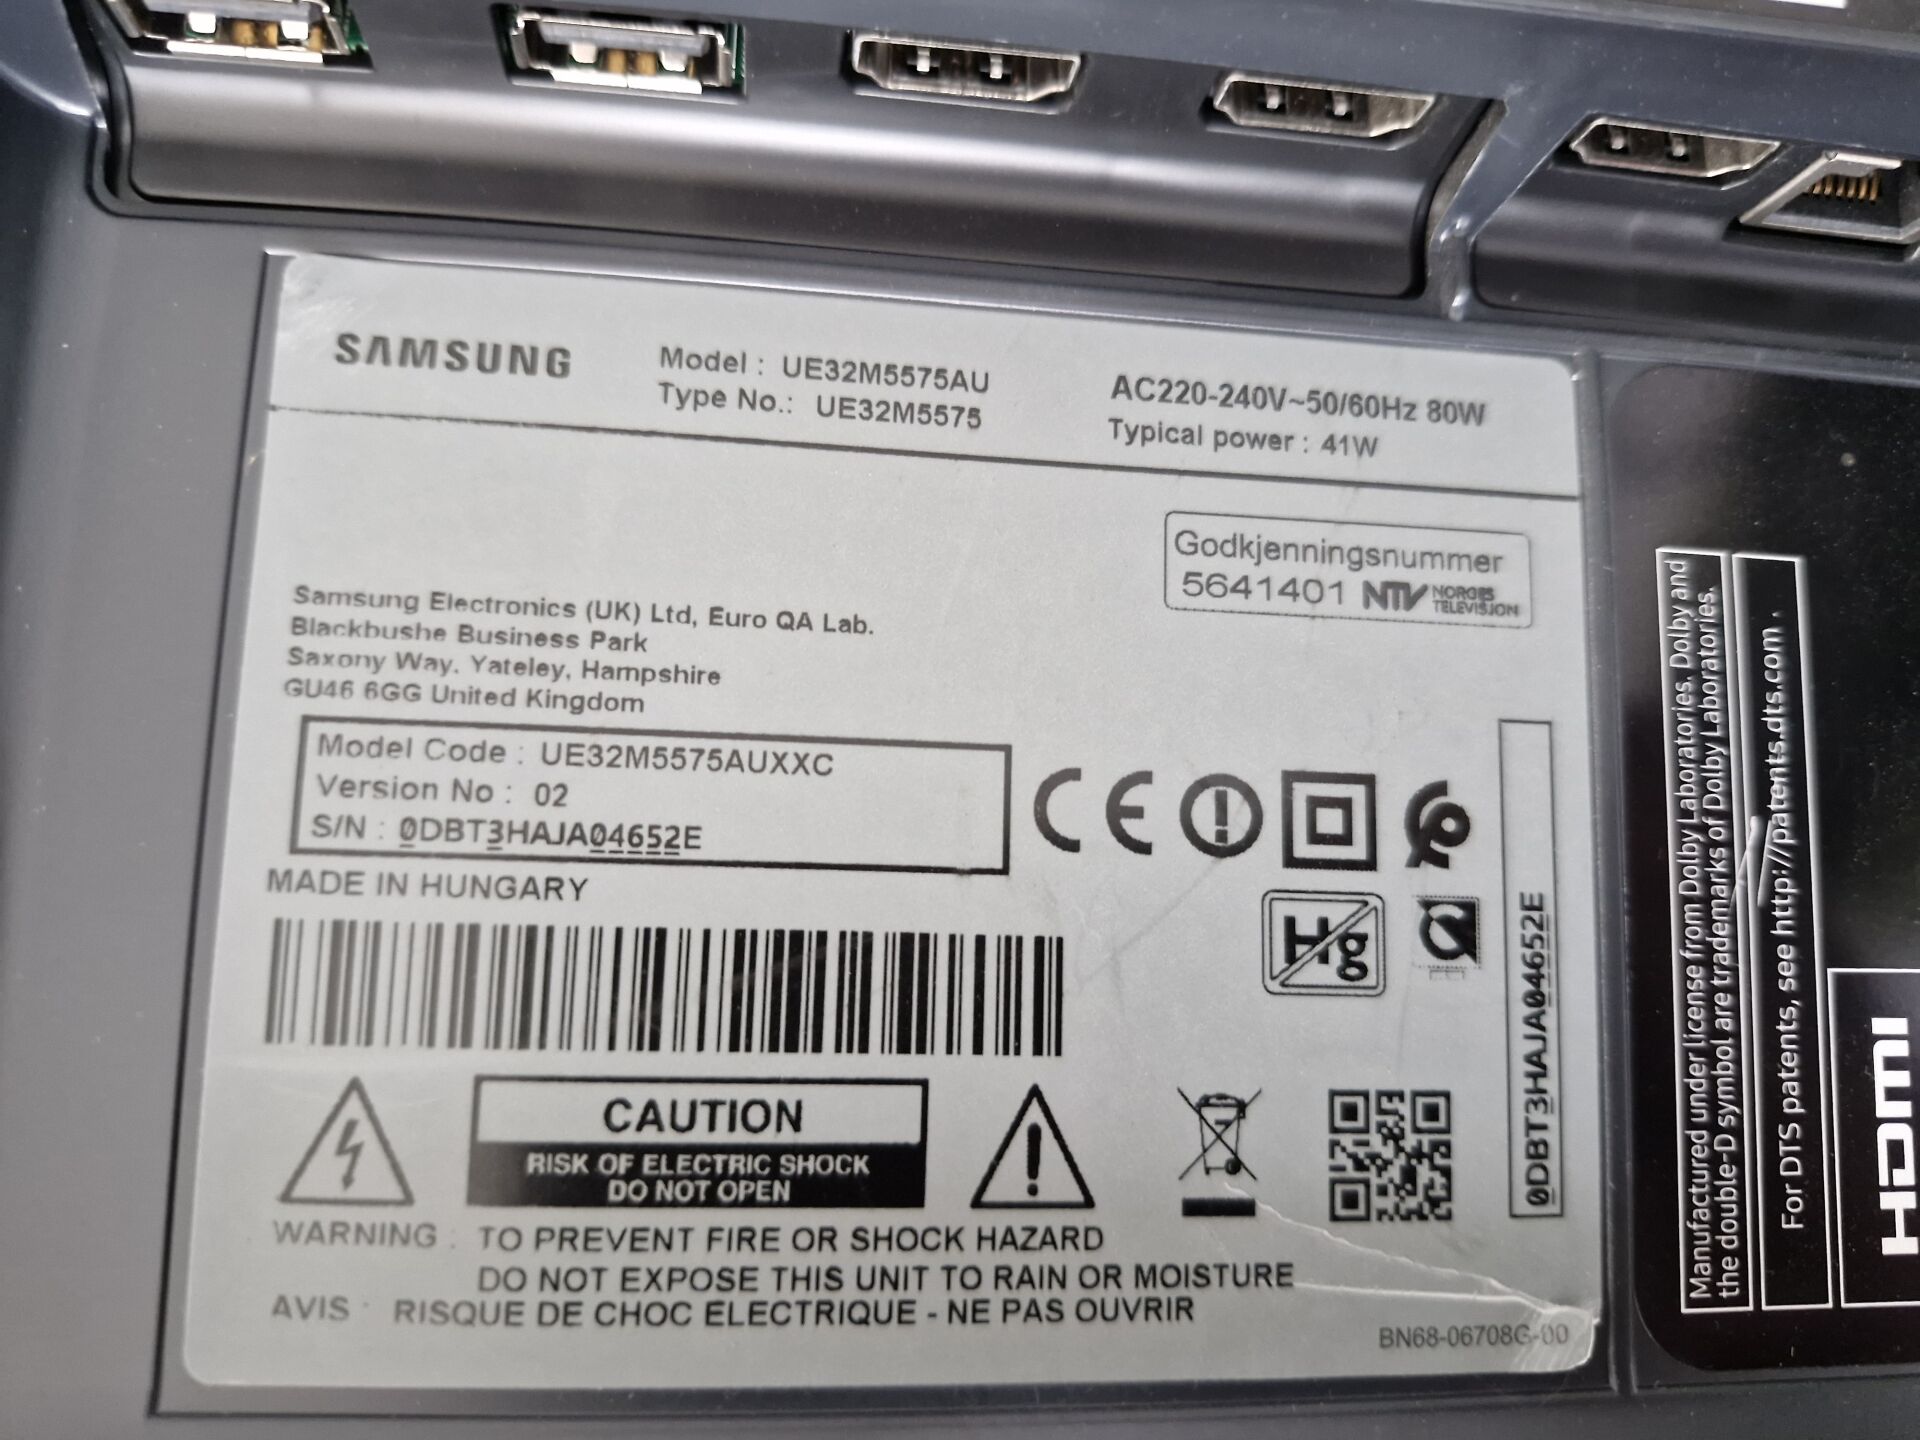 SAMSUNG
Model : UE32M5575AU
Type No.: UE32M5575
AC220-240V~50/60Hz 80W
Typical power : 41W
Godkjenningsnummer
5641401 NTV NORGES TELEVISJON
Samsung Electronics (UK) Ltd, Euro QA Lab.
Blackbushe Business Park
Saxony Way. Yateley, Hampshire
GU46 6GG United Kingdom
Model Code : UE32M5575AUXXC
Version No : 02
S/N : 0DBT3HAJA04652E
MADE IN HUNGARY
CE
Hg
0DBT3HAJA04652E
CAUTION
RISK OF ELECTRIC SHOCK
DO NOT OPEN
WARNING : TO PREVENT FIRE OR SHOCK HAZARD
DO NOT EXPOSE THIS UNIT TO RAIN OR MOISTURE
AVIS : RISQUE DE CHOC ELECTRIQUE - NE PAS OUVRIR
BN68-06708G-00
Manufactured under license from Dolby Laboratories. Dolby and
the double-D symbol are trademarks of Dolby Laboratories.
For DTS patents, see http://patents.dts.com.
HDMI